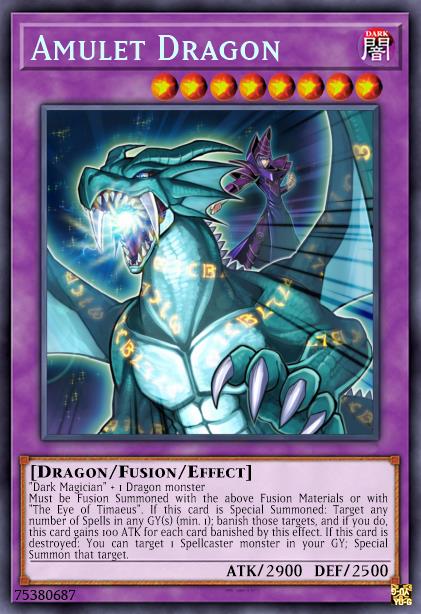 Amulet Dragon
DARK
闇
[Dragon/Fusion/Effect]
"Dark Magician" + 1 Dragon monster
Must be Fusion Summoned with the above Fusion Materials or with
"The Eye of Timaeus". If this card is Special Summoned: Target any
number of Spells in any GY(s) (min. 1); banish those targets, and if you do,
this card gains 100 ATK for each card banished by this effect. If this card is
destroyed: You can target 1 Spellcaster monster in your GY; Special
Summon that target.
ATK/2900 DEF/2500
75380687